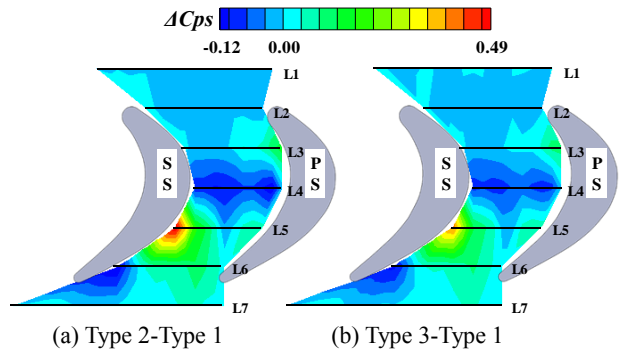 ΔCps
-0.12 0.00 0.49
L1
L2
L3
S
S
P
S
L4
L5
L6
L7
L1
L2
L3
S
S
P
S
L4
L5
L6
L7
(a) Type 2-Type 1
(b) Type 3-Type 1